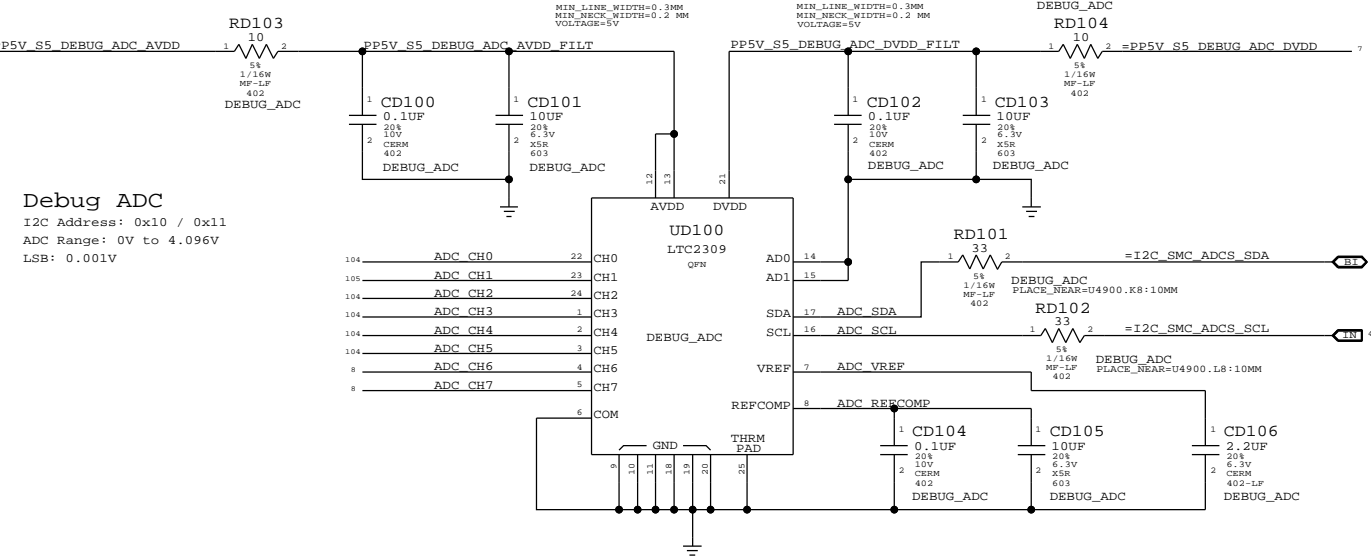 MIN_LINE_WIDTH=0.3MM
MIN_NECK_WIDTH=0.2 MM
VOLTAGE=5V
MIN_LINE_WIDTH=0.3MM
MIN_NECK_WIDTH=0.2 MM
VOLTAGE=5V
DEBUG_ADC
RD103
10
PP5V_S5_DEBUG_ADC_AVDD
1
2
5%
1/16W
MF-LF
402
DEBUG_ADC
PP5V_S5_DEBUG_ADC_AVDD_FILT
PP5V_S5_DEBUG_ADC_DVDD_FILT
RD104
10
1
2
=PP5V_S5_DEBUG_ADC_DVDD
7
5%
1/16W
MF-LF
402
1
CD100
0.1UF
20%
10V
2
CERM
402
DEBUG_ADC
1
CD101
10UF
20%
6.3V
2
X5R
603
DEBUG_ADC
1
CD102
0.1UF
20%
10V
2
CERM
402
DEBUG_ADC
1
CD103
10UF
20%
6.3V
2
X5R
603
DEBUG_ADC
Debug ADC
I2C Address: 0x10 / 0x11
ADC Range: 0V to 4.096V
LSB: 0.001V
12
13
21
AVDD
DVDD
UD100
LTC2309
QFN
DEBUG_ADC
104
ADC_CH0
22
CH0
105
ADC_CH1
23
CH1
104
ADC_CH2
24
CH2
104
ADC_CH3
1
CH3
104
ADC_CH4
2
CH4
104
ADC_CH5
3
CH5
8
ADC_CH6
4
CH6
8
ADC_CH7
5
CH7
6
COM
AD0
14
AD1
15
SDA
17
ADC_SDA
SCL
16
ADC_SCL
VREF
7
ADC_VREF
REFCOMP
8
ADC_REFCOMP
RD101
33
1
2
=I2C_SMC_ADCS_SDA
BI
5%
1/16W
MF-LF
402
DEBUG_ADC
PLACE_NEAR=U4900.K8:10MM
RD102
33
1
2
=I2C_SMC_ADCS_SCL
IN
5%
1/16W
MF-LF
402
DEBUG_ADC
PLACE_NEAR=U4900.L8:10MM
GND
THRM
PAD
9
10
11
18
19
20
25
1
CD104
0.1UF
20%
10V
2
CERM
402
DEBUG_ADC
1
CD105
10UF
20%
6.3V
2
X5R
603
DEBUG_ADC
1
CD106
2.2UF
20%
6.3V
2
CERM
402-LF
DEBUG_ADC